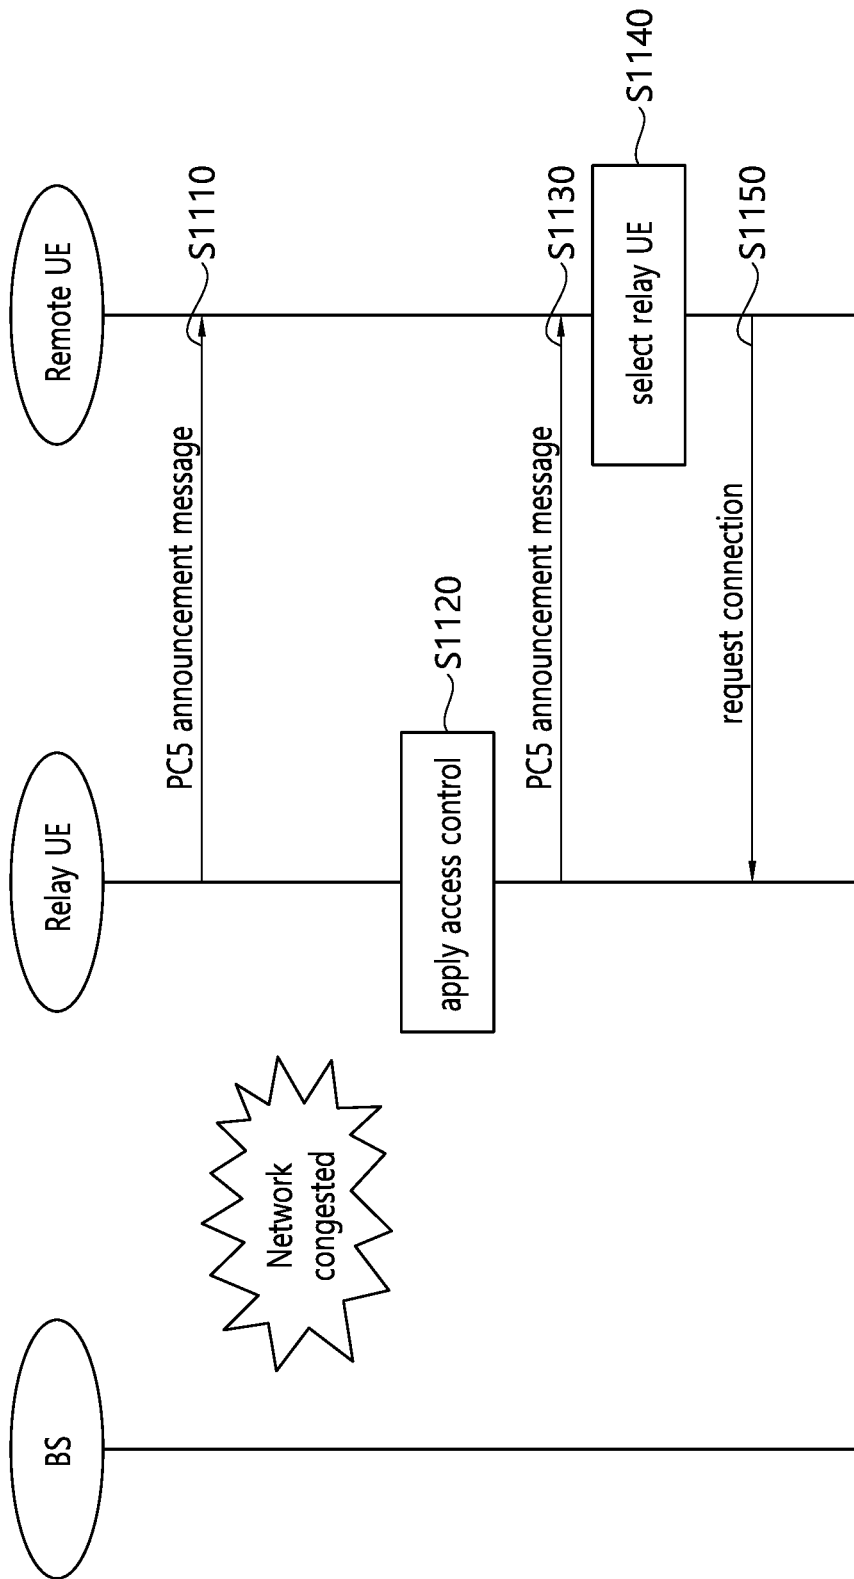 BS
Relay UE
Remote UE
PC5 announcement message
S1110
Network
congested
apply access control
S1120
PC5 announcement message
S1130
select relay UE
S1140
request connection
S1150